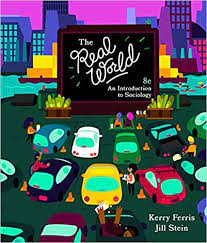 The
Real
World
8e
An Introduction
to Sociology
Kerry Ferris
Jill Stein